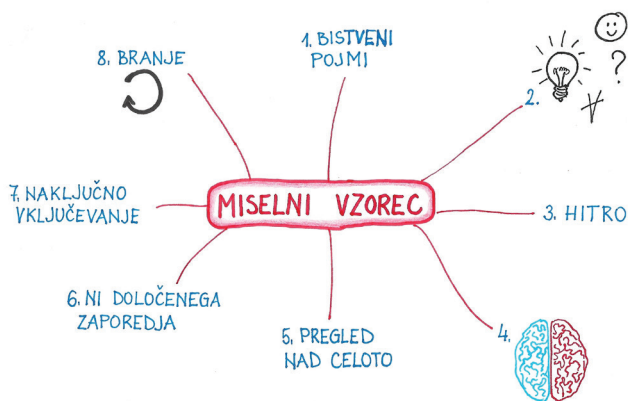 1. BISTVENI
POJMI
2.
?
3. HITRO
4.
5. PREGLED
NAD CELOTO
6. NI DOLOČENEGA
ZAPOREDJA
7. NAKLJUČNO
VKLJUČEVANJE
8. BRANJE
MISELNI VZOREC